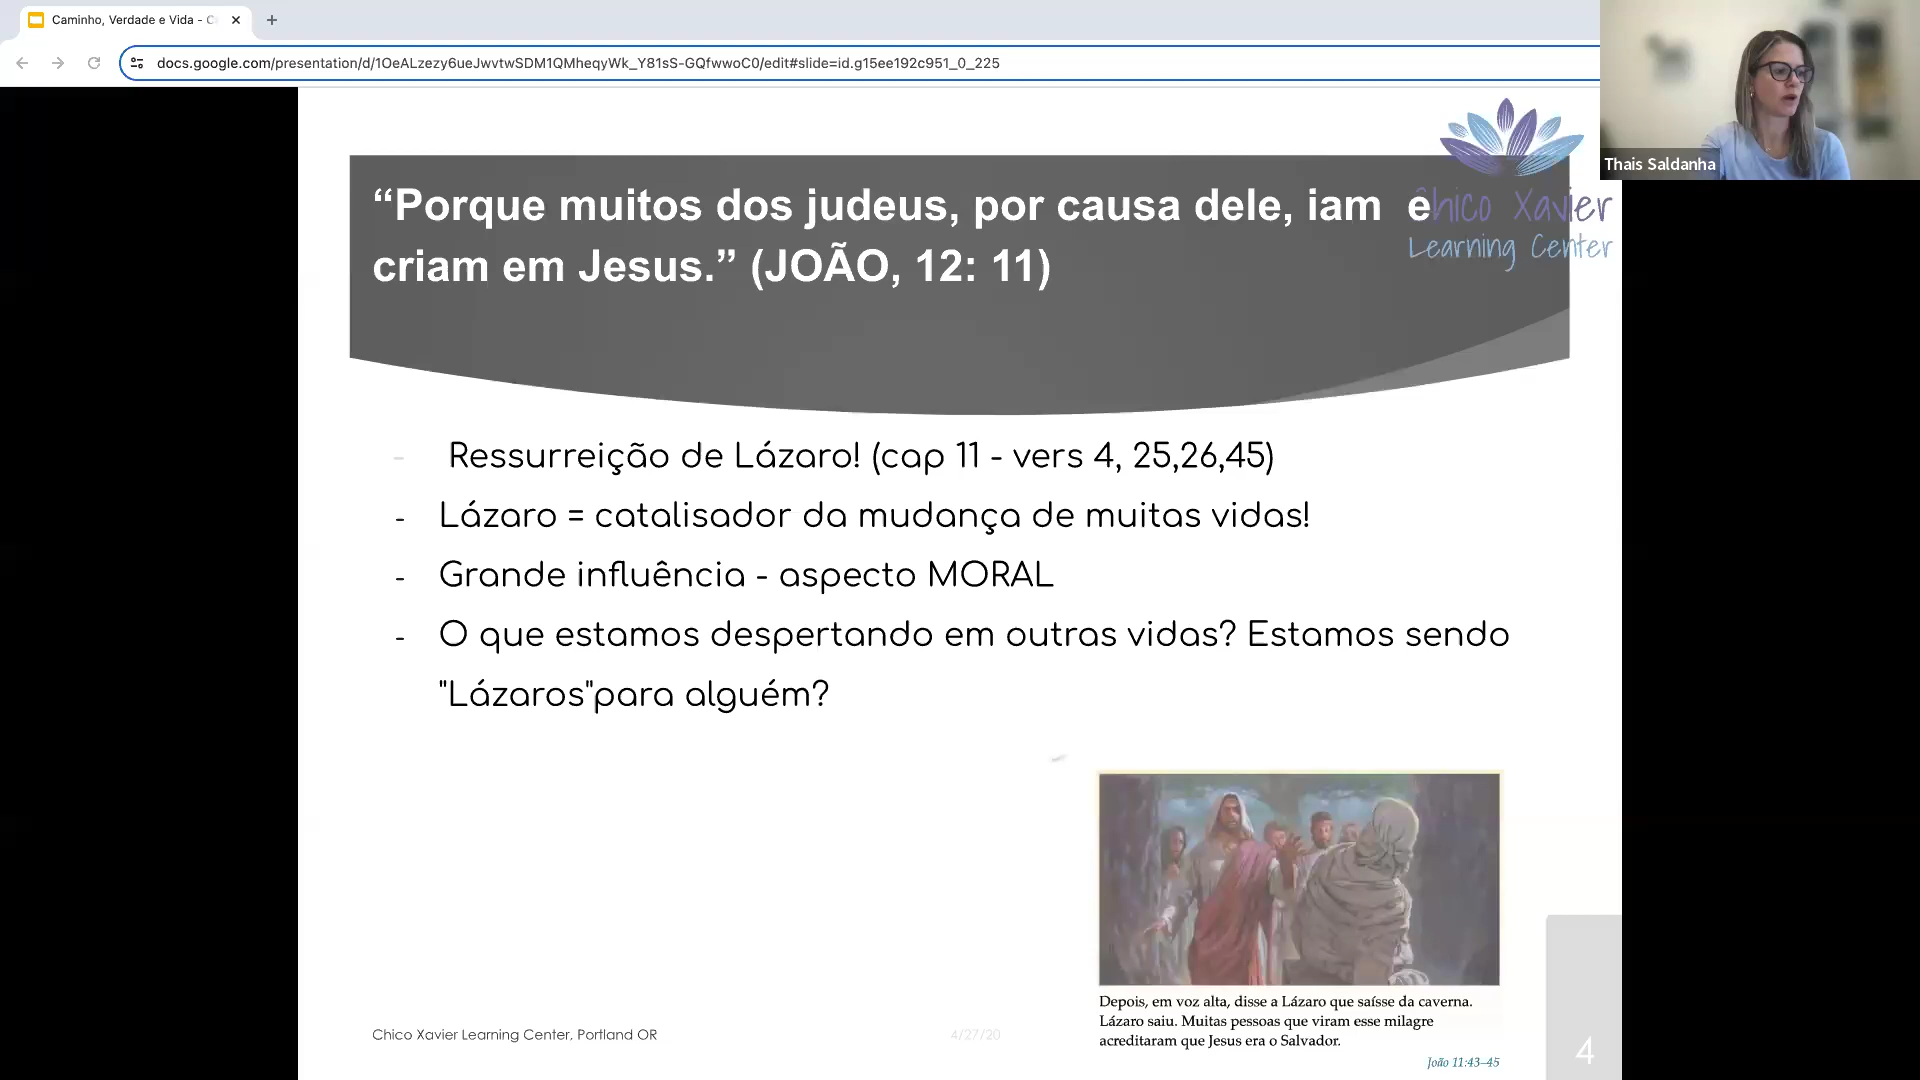 Caminho, Verdade e Vida - C
docs.google.com/presentation/d/1OeALzezy6ueJwvtwSDM1QMheqyWk_Y81sS-GQfwwoC0/edit#slide=id.g15ee192c951_0_225
Thais Saldanha
Chico Xavier
Learning Center
“Porque muitos dos judeus, por causa dele, iam e
criam em Jesus.” (JOÃO, 12: 11)
- Ressurreição de Lázaro! (cap 11 - vers 4, 25,26,45)
- Lázaro = catalisador da mudança de muitas vidas!
- Grande influência - aspecto MORAL
- O que estamos despertando em outras vidas? Estamos sendo
"Lázaros"para alguém?
Depois, em voz alta, disse a Lázaro que saísse da caverna.
Lázaro saiu. Muitas pessoas que viram esse milagre
acreditaram que Jesus era o Salvador.
João 11:43–45
Chico Xavier Learning Center, Portland OR
4/27/20
4